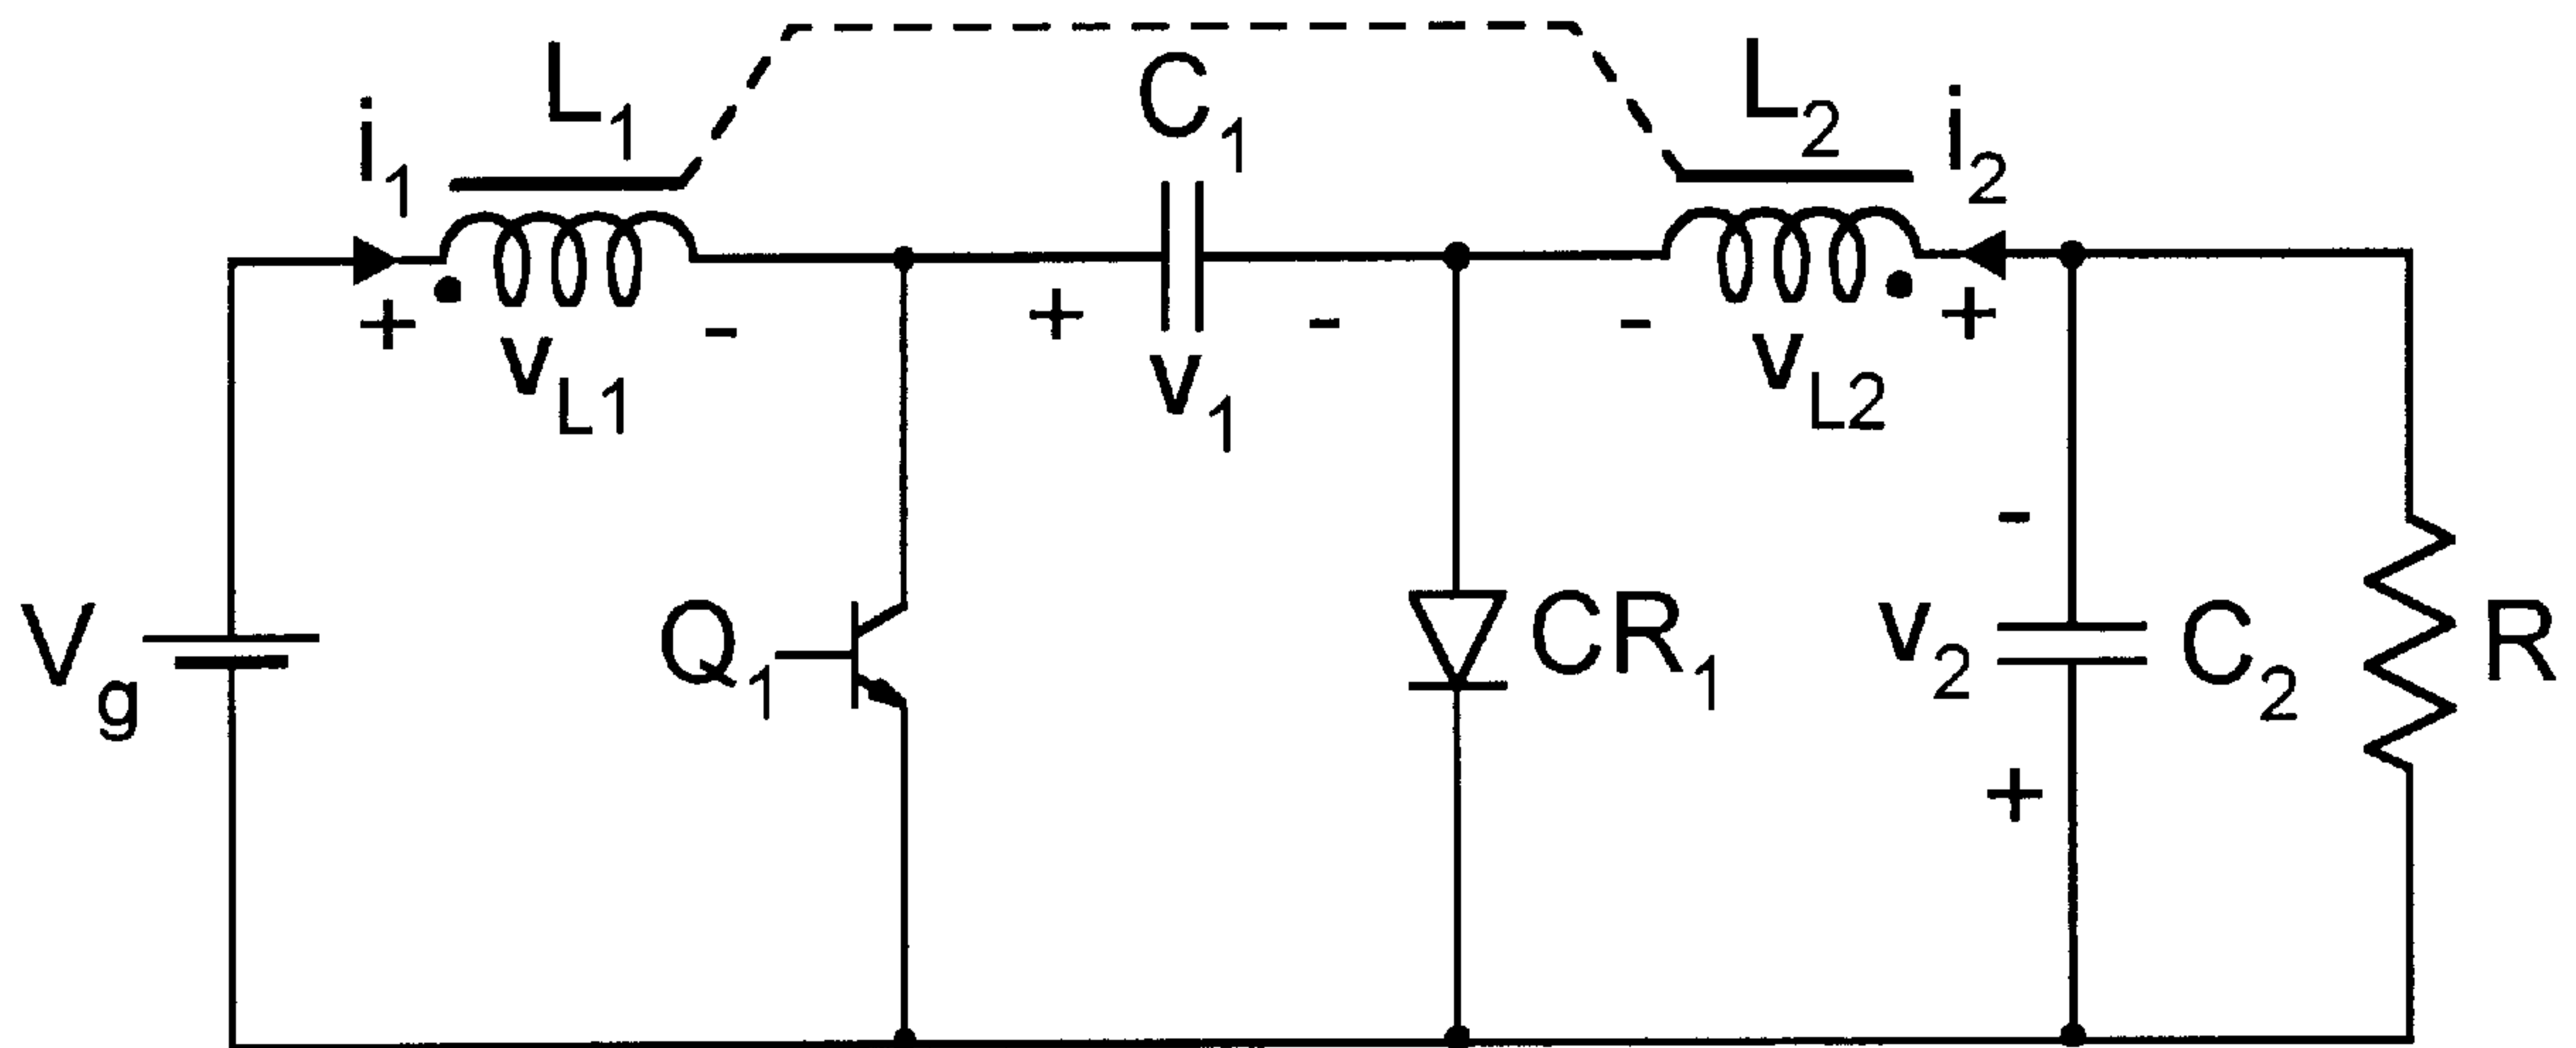 L1
C1
L2
i1
i2
+
vL1
-
+
v1
-
-
vL2
+
-
Vg
Q1
CR1
v2
C2
R
+